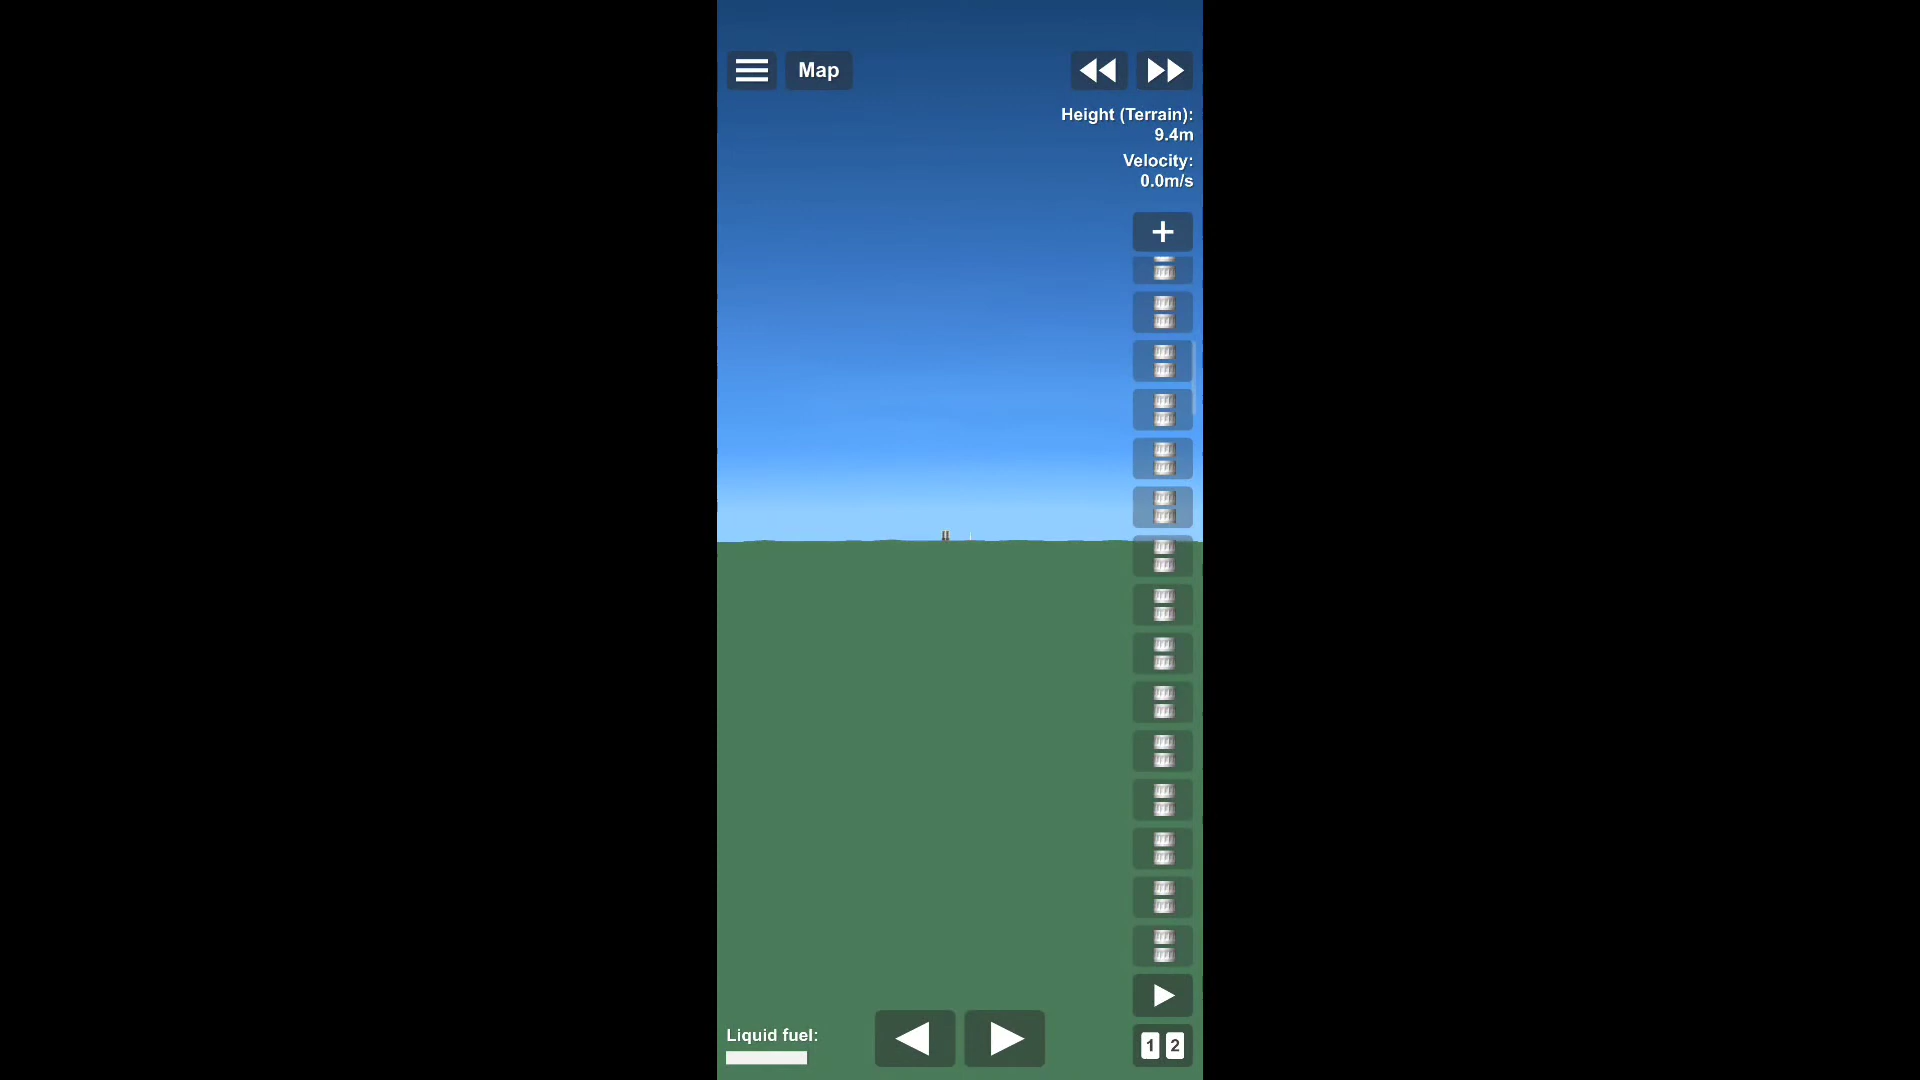 Map
Height (Terrain):
9.4m
Velocity:
0.0m/s
Liquid fuel:
1 2